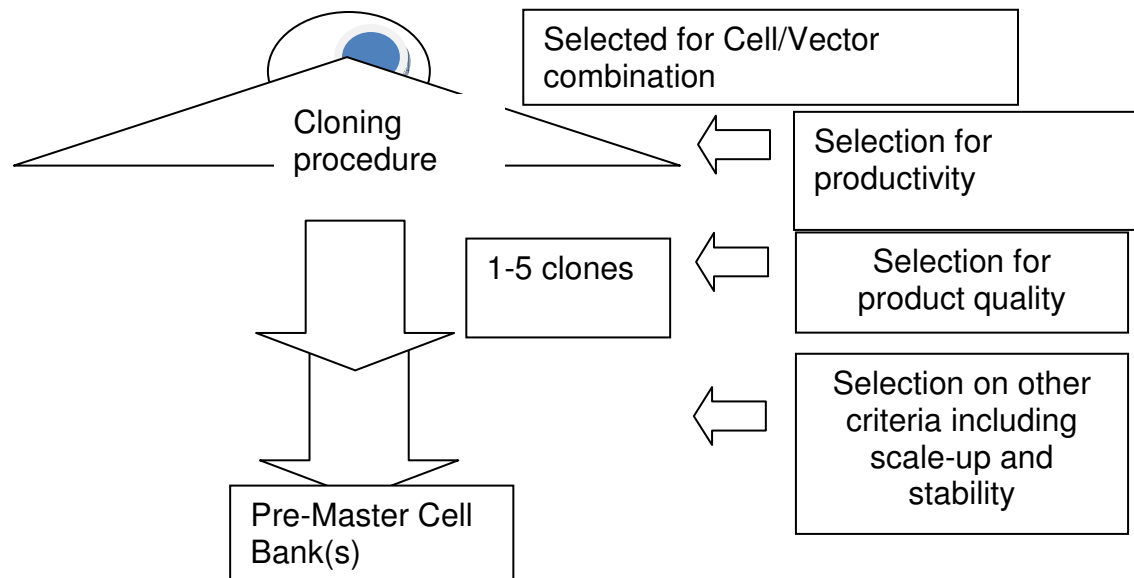 Selected for Cell/Vector
combination
Cloning
procedure
Selection for
productivity
1-5 clones
Selection for
product quality
Selection on other
criteria including
scale-up and
stability
Pre-Master Cell
Bank(s)